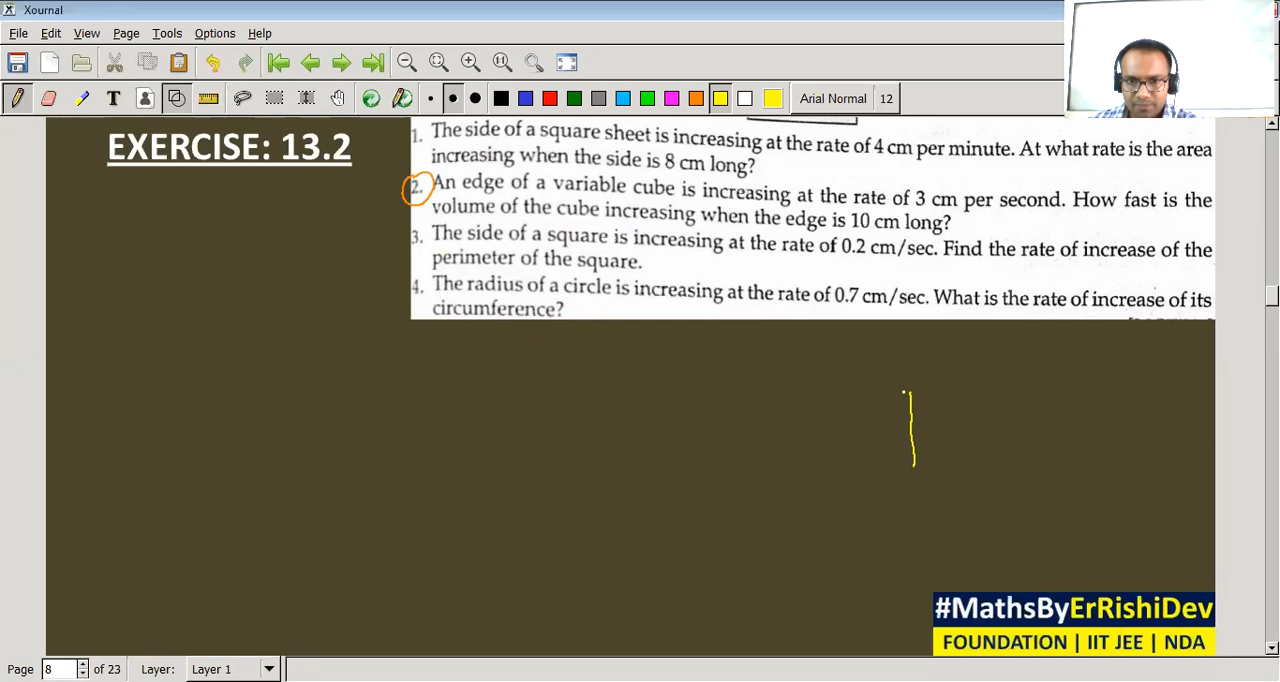 Xournal
File Edit View Page Tools Options Help
Arial Normal 12
EXERCISE: 13.2
1. The side of a square sheet is increasing at the rate of 4 cm per minute. At what rate is the area
increasing when the side is 8 cm long?
2. An edge of a variable cube is increasing at the rate of 3 cm per second. How fast is the
volume of the cube increasing when the edge is 10 cm long?
3. The side of a square is increasing at the rate of 0.2 cm/sec. Find the rate of increase of the
perimeter of the square.
4. The radius of a circle is increasing at the rate of 0.7 cm/sec. What is the rate of increase of its
circumference?
#MathsByErRishiDev
FOUNDATION | IIT JEE | NDA
Page 8 of 23 Layer: Layer 1